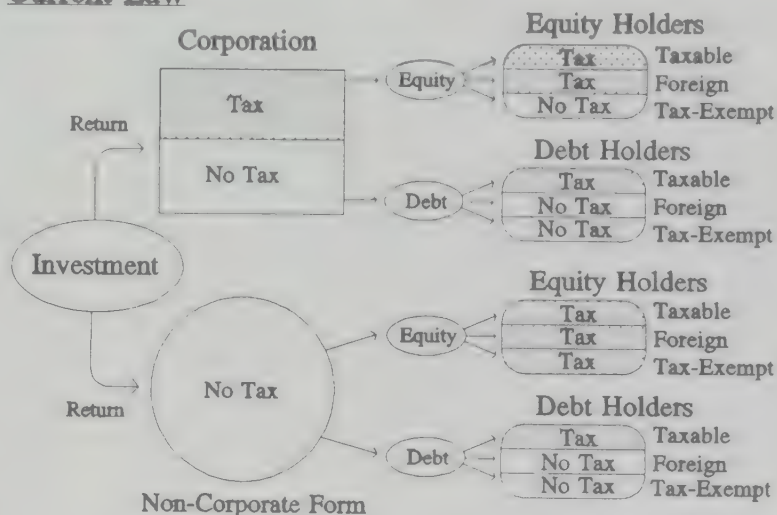 Current Law
Equity Holders
Corporation
Tax
No Tax
Return
Equity
Tax Taxable
Tax Foreign
No Tax Tax-Exempt
Debt Holders
Debt
Tax Taxable
No Tax Foreign
No Tax Tax-Exempt
Investment
Equity Holders
Equity
Tax Taxable
Tax Foreign
Tax Tax-Exempt
No Tax
Return
Debt Holders
Debt
Tax Taxable
No Tax Foreign
No Tax Tax-Exempt
Non-Corporate Form